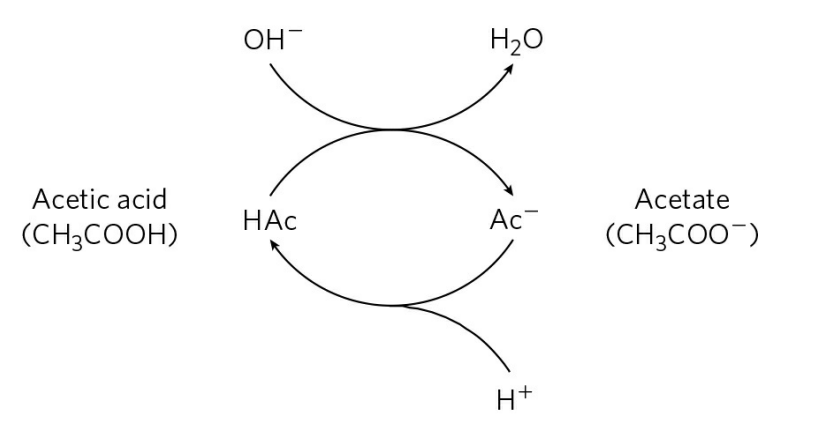 OH⁻ H₂O
Acetic acid
(CH₃COOH)
HAc Ac⁻
Acetate
(CH₃COO⁻)
H⁺